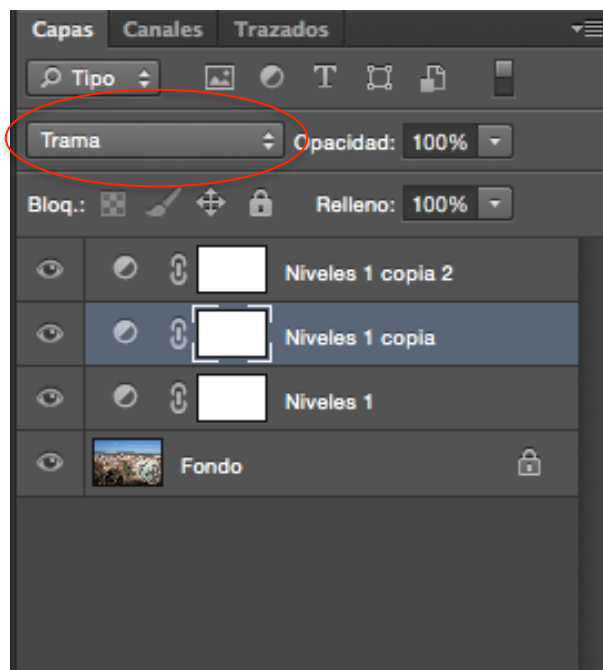 Capas Canales Trazados
Tipo
Trama Opacidad: 100%
Bloq.: Relleno: 100%
Niveles 1 copia 2
Niveles 1 copia
Niveles 1
Fondo